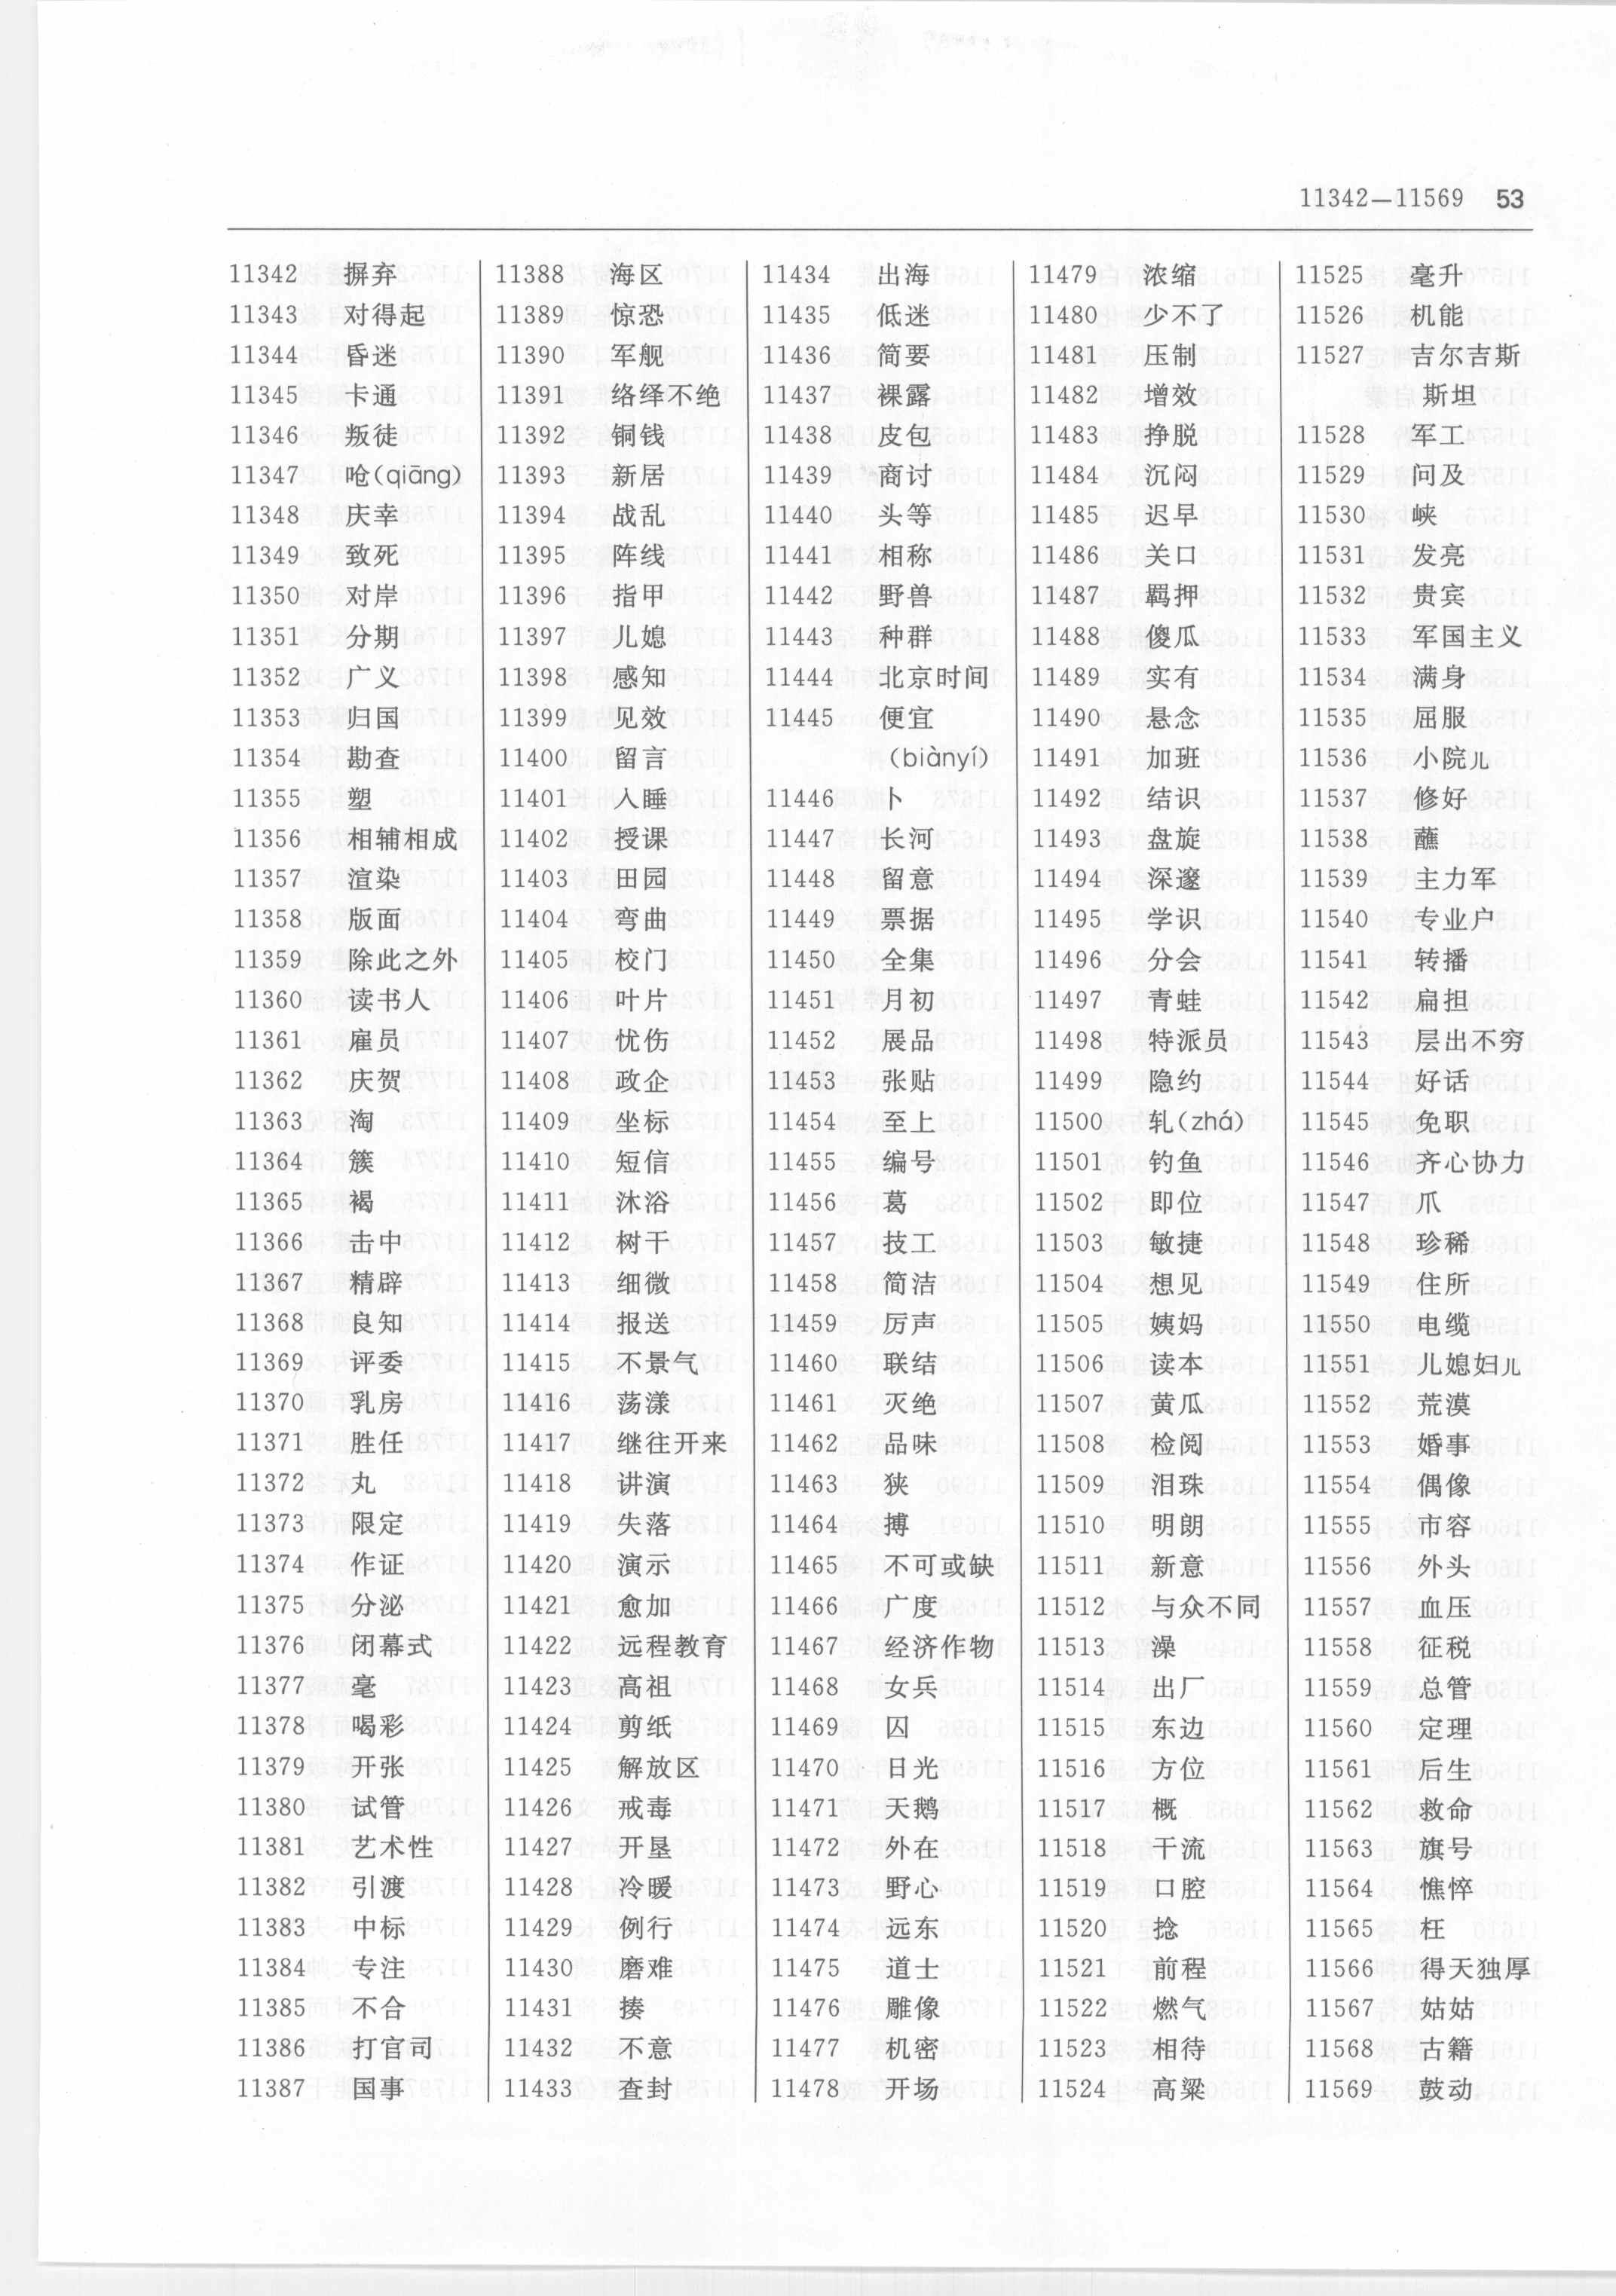 11342—11569 53
11342 摒弃
11343 对得起
11344 昏迷
11345 卡通
11346 叛徒
11347 呛(qiāng)
11348 庆幸
11349 致死
11350 对岸
11351 分期
11352 广义
11353 归国
11354 勘查
11355 塑
11356 相辅相成
11357 渲染
11358 版面
11359 除此之外
11360 读书人
11361 雇员
11362 庆贺
11363 淘
11364 簇
11365 褐
11366 击中
11367 精辟
11368 良知
11369 评委
11370 乳房
11371 胜任
11372 丸
11373 限定
11374 作证
11375 分泌
11376 闭幕式
11377 毫
11378 喝彩
11379 开张
11380 试管
11381 艺术性
11382 引渡
11383 中标
11384 专注
11385 不合
11386 打官司
11387 国事
11388 海区
11389 惊恐
11390 军舰
11391 络绎不绝
11392 铜钱
11393 新居
11394 战乱
11395 阵线
11396 指甲
11397 儿媳
11398 感知
11399 见效
11400 留言
11401 入睡
11402 授课
11403 田园
11404 弯曲
11405 校门
11406 叶片
11407 忧伤
11408 政企
11409 坐标
11410 短信
11411 沐浴
11412 树干
11413 细微
11414 报送
11415 不景气
11416 荡漾
11417 继往开来
11418 讲演
11419 失落
11420 演示
11421 愈加
11422 远程教育
11423 高祖
11424 剪纸
11425 解放区
11426 戒毒
11427 开垦
11428 冷暖
11429 例行
11430 磨难
11431 揍
11432 不意
11433 查封
11434 出海
11435 低迷
11436 简要
11437 裸露
11438 皮包
11439 商讨
11440 头等
11441 相称
11442 野兽
11443 种群
11444 北京时间
11445 便宜
(biànyí)
11446 卜
11447 长河
11448 留意
11449 票据
11450 全集
11451 月初
11452 展品
11453 张贴
11454 至上
11455 编号
11456 葛
11457 技工
11458 简洁
11459 厉声
11460 联结
11461 灭绝
11462 品味
11463 狭
11464 搏
11465 不可或缺
11466 广度
11467 经济作物
11468 女兵
11469 囚
11470 日光
11471 天鹅
11472 外在
11473 野心
11474 远东
11475 道士
11476 雕像
11477 机密
11478 开场
11479 浓缩
11480 少不了
11481 压制
11482 增效
11483 挣脱
11484 沉闷
11485 迟早
11486 关口
11487 羁押
11488 傻瓜
11489 实有
11490 悬念
11491 加班
11492 结识
11493 盘旋
11494 深邃
11495 学识
11496 分会
11497 青蛙
11498 特派员
11499 隐约
11500 轧(zhá)
11501 钓鱼
11502 即位
11503 敏捷
11504 想见
11505 姨妈
11506 读本
11507 黄瓜
11508 检阅
11509 泪珠
11510 明朗
11511 新意
11512 与众不同
11513 澡
11514 出厂
11515 东边
11516 方位
11517 概
11518 干流
11519 口腔
11520 捻
11521 前程
11522 燃气
11523 相待
11524 高粱
11525 毫升
11526 机能
11527 吉尔吉斯
斯坦
11528 军工
11529 问及
11530 峡
11531 发亮
11532 贵宾
11533 军国主义
11534 满身
11535 屈服
11536 小院儿
11537 修好
11538 蘸
11539 主力军
11540 专业户
11541 转播
11542 扁担
11543 层出不穷
11544 好话
11545 免职
11546 齐心协力
11547 爪
11548 珍稀
11549 住所
11550 电缆
11551 儿媳妇儿
11552 荒漠
11553 婚事
11554 偶像
11555 市容
11556 外头
11557 血压
11558 征税
11559 总管
11560 定理
11561 后生
11562 救命
11563 旗号
11564 憔悴
11565 枉
11566 得天独厚
11567 姑姑
11568 古籍
11569 鼓动